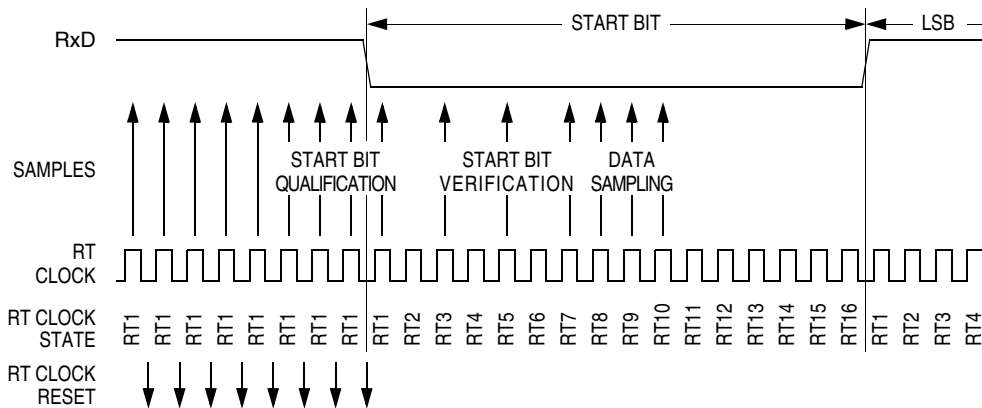 START BIT
LSB
RxD
SAMPLES
START BIT
QUALIFICATION
START BIT
VERIFICATION
DATA
SAMPLING
RT
CLOCK
RT CLOCK
STATE
RT1 RT1 RT1 RT1 RT1 RT1 RT1 RT1 RT1 RT2 RT3 RT4 RT5 RT6 RT7 RT8 RT9 RT10 RT11 RT12 RT13 RT14 RT15 RT16 RT1 RT2 RT3 RT4
RT CLOCK
RESET